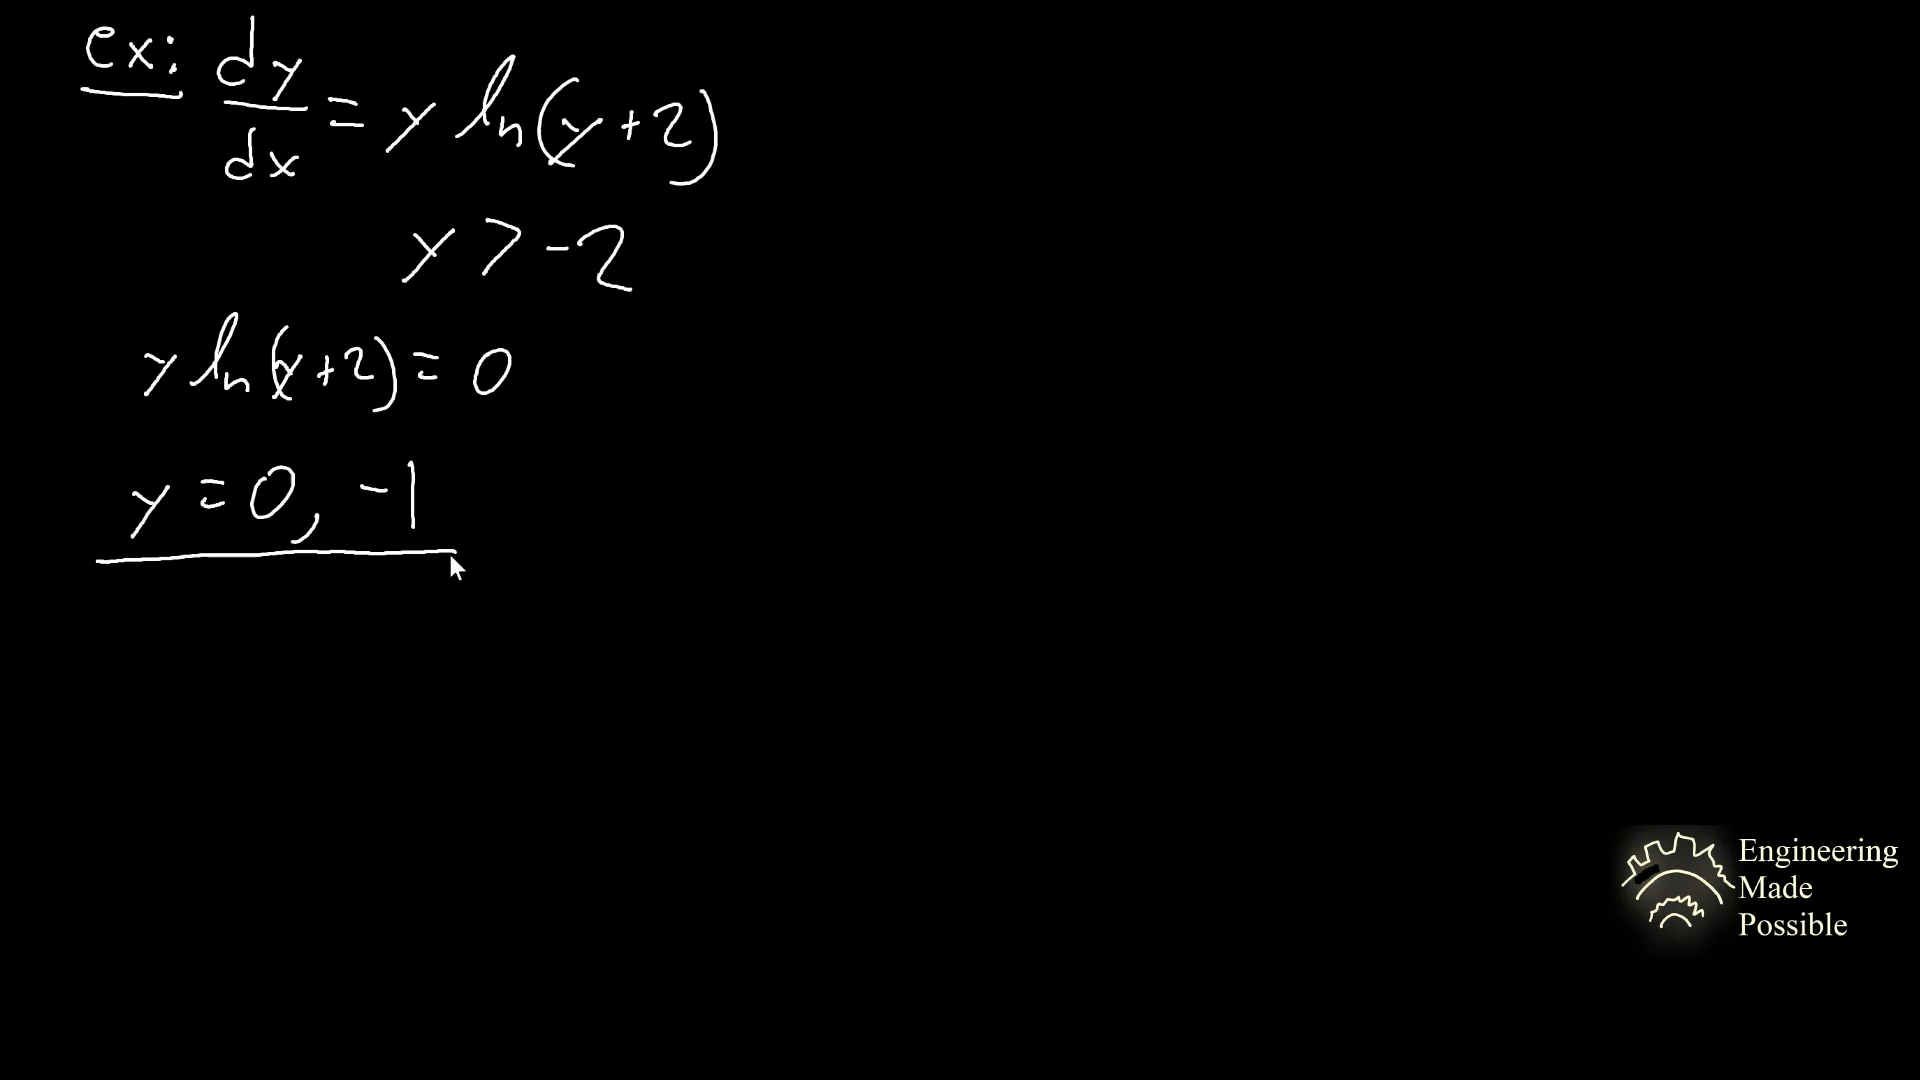 ex: dy/dx = y ln(y+2)
y > -2
y ln(y+2) = 0
y = 0, -1
Engineering
Made
Possible